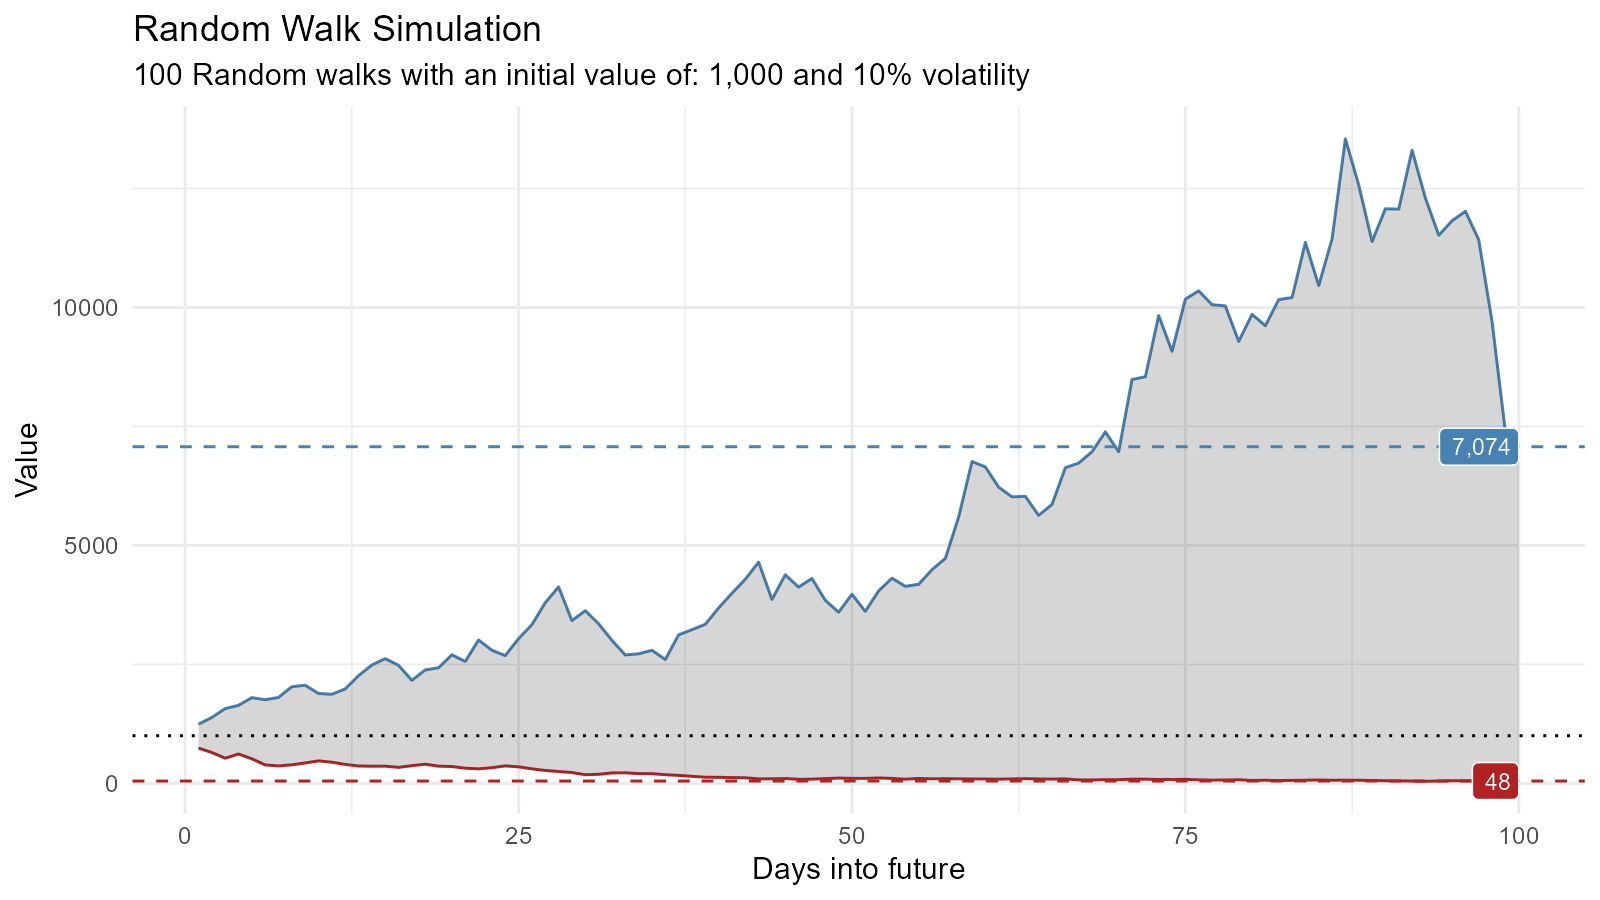 Random Walk Simulation
100 Random walks with an initial value of: 1,000 and 10% volatility
Value
10000
5000
0
7,074
48
0 25 50 75 100
Days into future